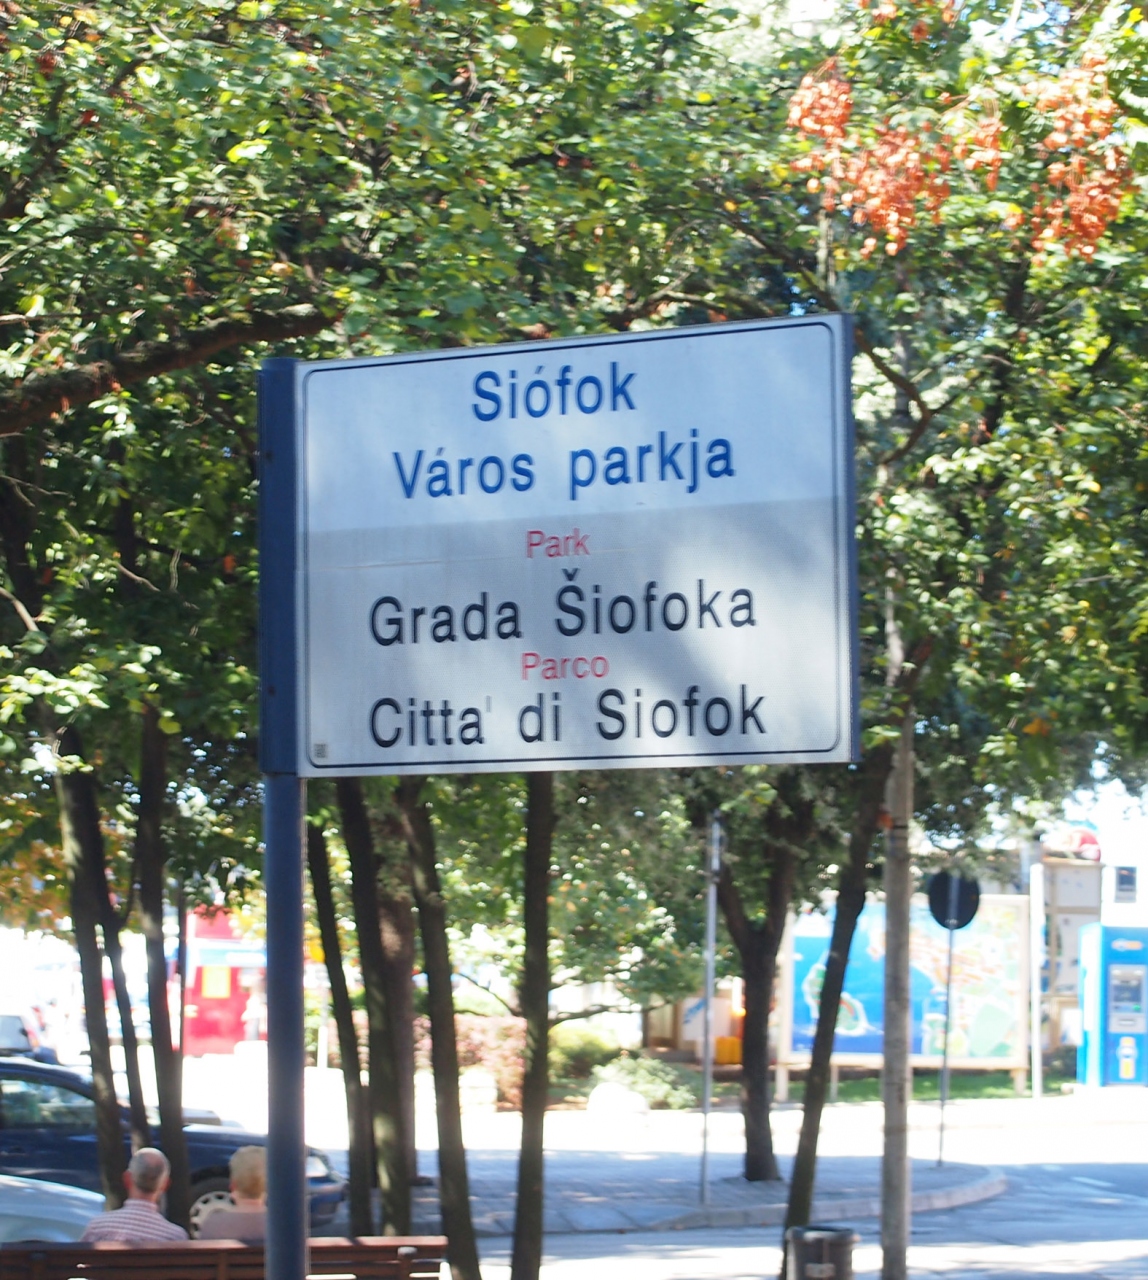 Siófok
Város parkja
Park
Grada Šiofoka
Parco
Citta' di Siofok